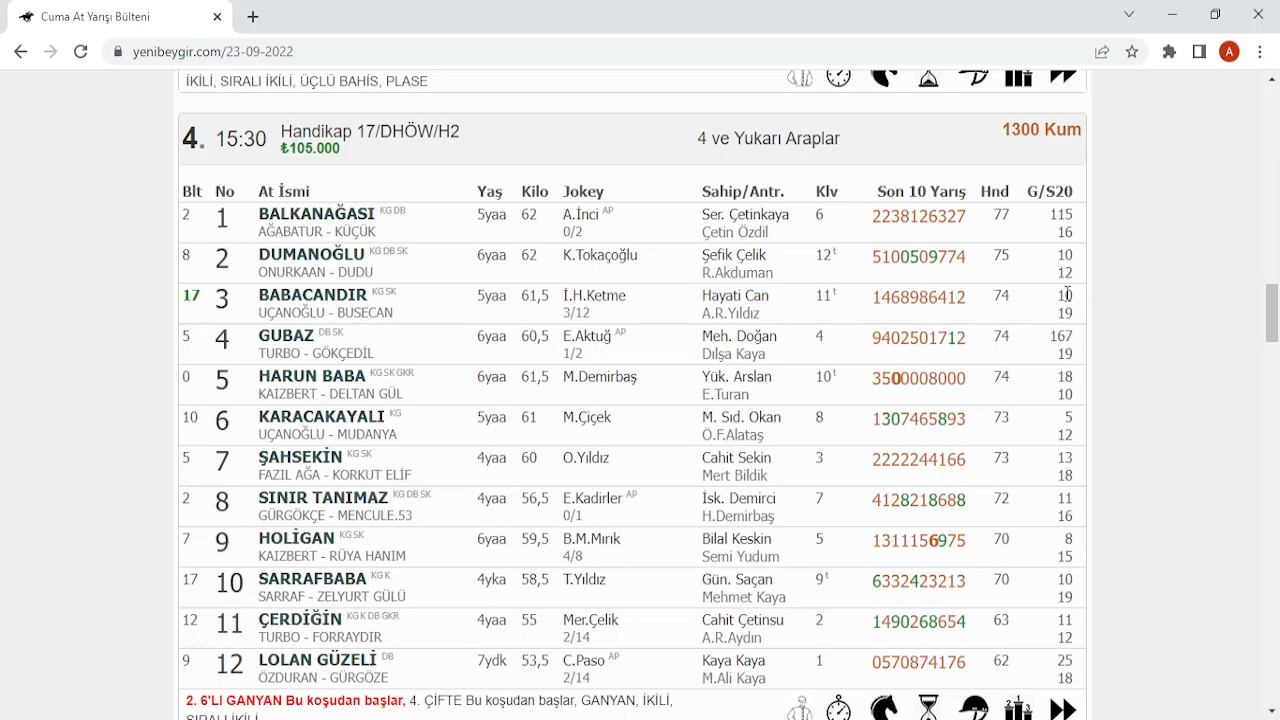 Cuma At Yarışı Bülteni
yenibeygir.com/23-09-2022
A
İKİLİ, SIRALI İKİLİ, ÜÇLÜ BAHİS, PLASE
4. 15:30 Handikap 17/DHÖW/H2 4 ve Yukarı Araplar 1300 Kum
₺105.000
Blt No At İsmi Yaş Kilo Jokey Sahip/Antr. Klv Son 10 Yarış Hnd G/S20
2 1 BALKANAĞASI KG DB 5yaa 62 A.İnci AP Ser. Çetinkaya 6 2238126327 77 115
AĞABATUR - KÜÇÜK 0/2 Çetin Özdil 16
8 2 DUMANOĞLU KG DB SK 6yaa 62 K.Tokaçoğlu Şefik Çelik 12 t 5100509774 75 10
ONURKAAN - DUDU R.Akduman 12
17 3 BABACANDIR KG SK 5yaa 61,5 İ.H.Ketme Hayati Can 11 t 1468986412 74 10
UÇANOĞLU - BUSECAN 3/12 A.R.Yıldız 19
5 4 GUBAZ DB SK 6yaa 60,5 E.Aktuğ AP Meh. Doğan 4 9402501712 74 167
TURBO - GÖKÇEDİL 1/2 Dılşa Kaya 19
0 5 HARUN BABA KG SK GKR 6yaa 61,5 M.Demirbaş Yük. Arslan 10 t 3500008000 74 18
KAIZBERT - DELTAN GÜL E.Turan 10
10 6 KARACAKAYALI KG 5yaa 61 M.Çiçek M. Sıd. Okan 8 1307465893 73 5
UÇANOĞLU - MUDANYA Ö.F.Alataş 12
5 7 ŞAHSEKİN KG SK 4yaa 60 O.Yıldız Cahit Sekin 3 2222244166 73 13
FAZIL AĞA - KORKUT ELİF Mert Bildik 18
2 8 SINIR TANIMAZ KG DB SK 4yaa 56,5 E.Kadirler AP İsk. Demirci 7 4128218688 72 11
GÜRGÖKÇE - MENCULE.53 0/1 H.Demirbaş 16
7 9 HOLİGAN KG SK 6yaa 59,5 B.M.Mırık Bilal Keskin 5 1311156975 70 8
KAIZBERT - RÜYA HANIM 4/8 Semi Yudum 15
17 10 SARRAFBABA KG K 4yka 58,5 T.Yıldız Gün. Saçan 9 t 6332423213 70 10
SARRAF - ZELYURT GÜLÜ Mehmet Kaya 19
12 11 ÇERDİĞİN KG K DB GKR 4yaa 55 Mer.Çelik Cahit Çetinsu 2 1490268654 63 11
TURBO - FORRAYDIR 2/14 A.R.Aydın 12
9 12 LOLAN GÜZELİ DB 7ydk 53,5 C.Paso AP Kaya Kaya 1 0570874176 62 25
ÖZDURAN - GÜRGÖZE 2/14 M.Ali Kaya 18
2. 6'LI GANYAN Bu koşudan başlar, 4. ÇİFTE Bu koşudan başlar, GANYAN, İKİLİ,
SIRALI İKİLİ